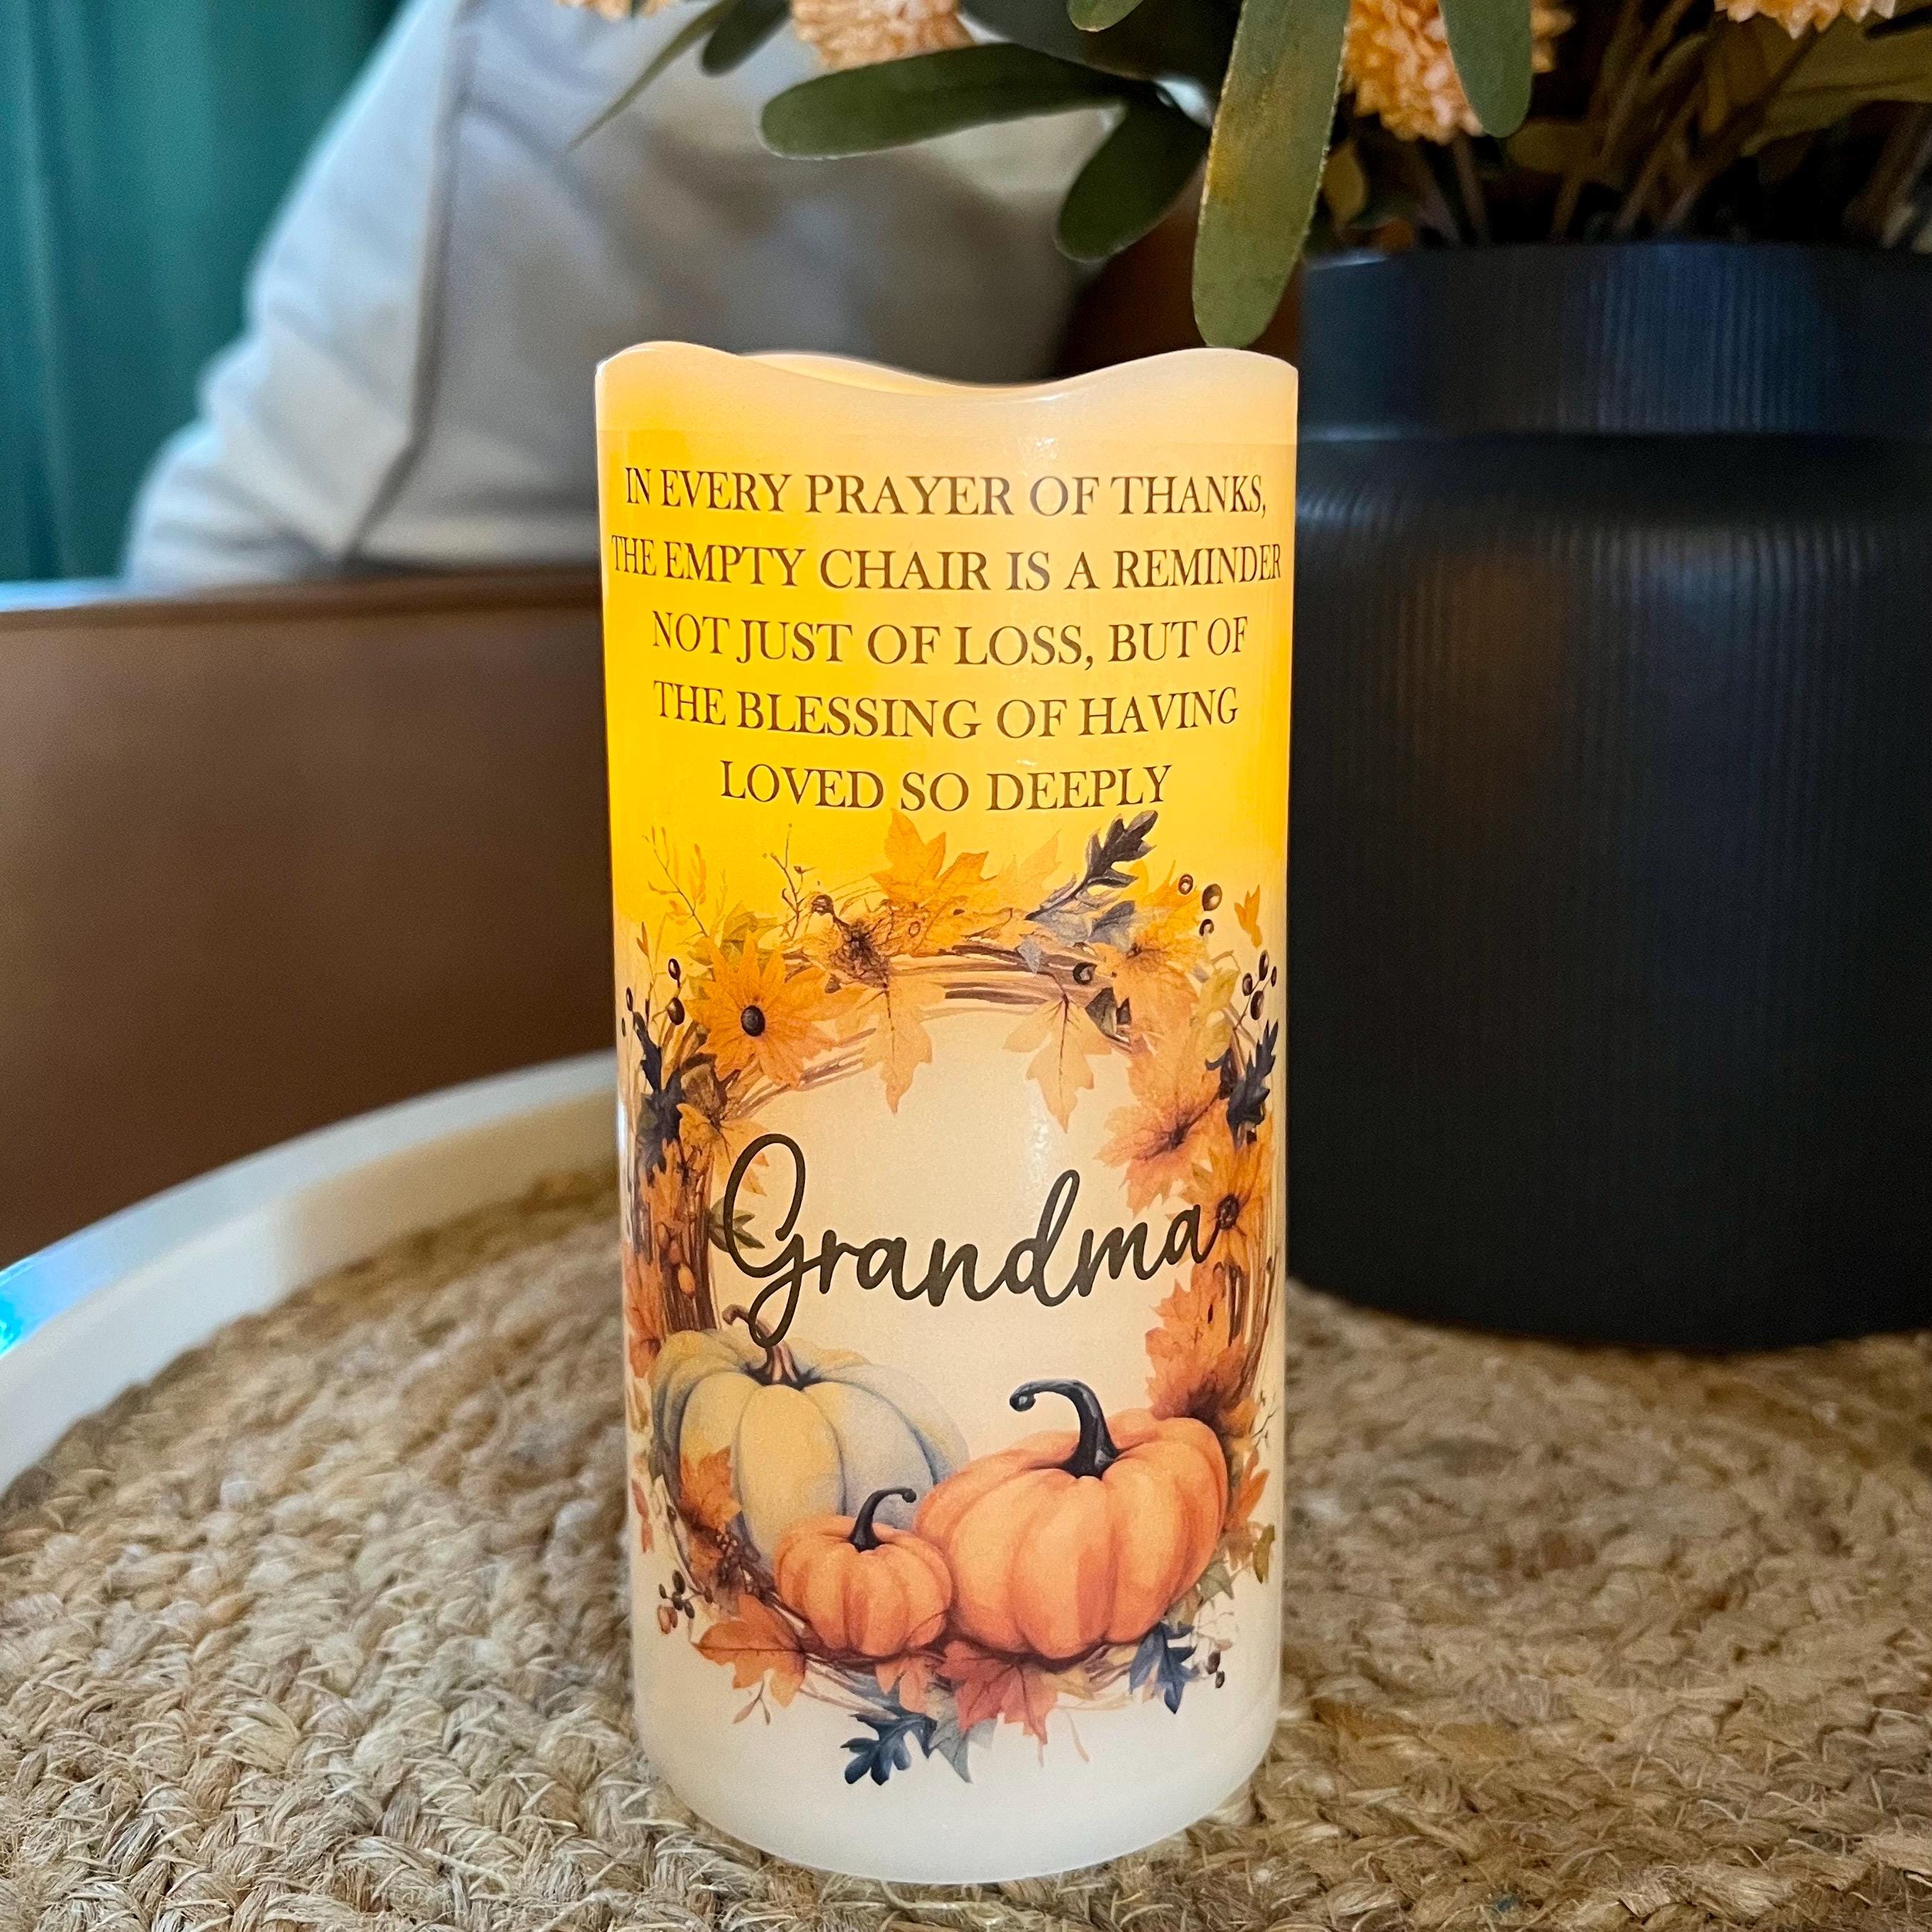 IN EVERY PRAYER OF THANKS,
THE EMPTY CHAIR IS A REMINDER
NOT JUST OF LOSS, BUT OF
THE BLESSING OF HAVING
LOVED SO DEEPLY
Grandma